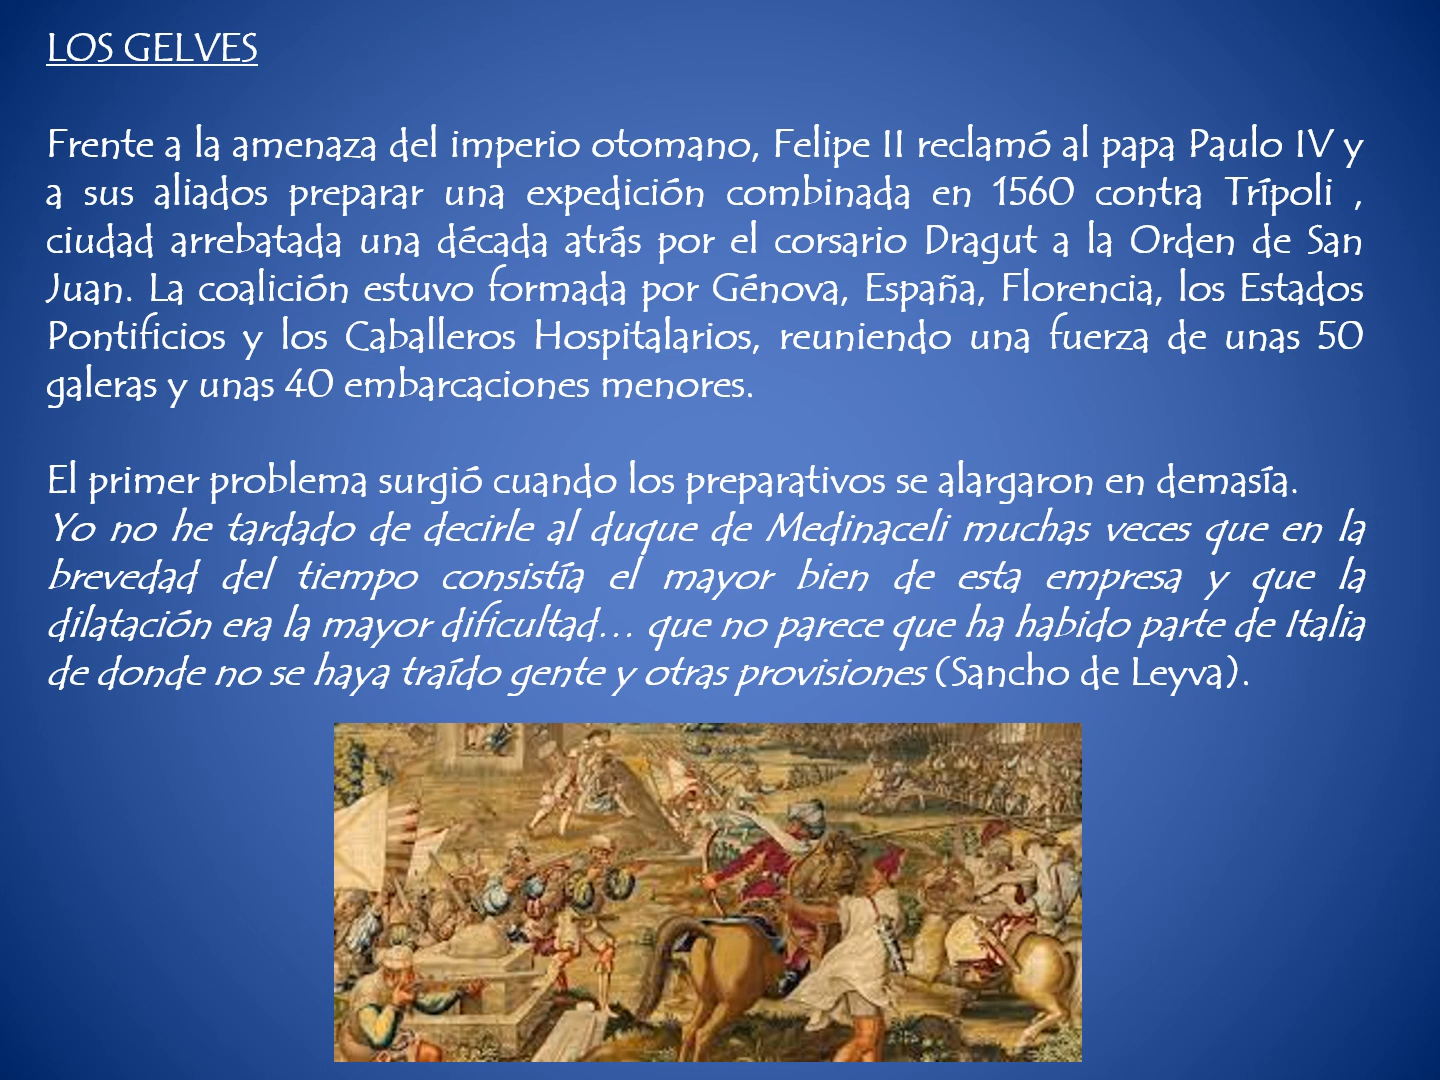 LOS GELVES
Frente a la amenaza del imperio otomano, Felipe II reclamó al papa Paulo IV y
a sus aliados preparar una expedición combinada en 1560 contra Trípoli ,
ciudad arrebatada una década atrás por el corsario Dragut a la Orden de San
Juan. La coalición estuvo formada por Génova, España, Florencia, los Estados
Pontificios y los Caballeros Hospitalarios, reuniendo una fuerza de unas 50
galeras y unas 40 embarcaciones menores.
El primer problema surgió cuando los preparativos se alargaron en demasía.
Yo no he tardado de decirle al duque de Medinaceli muchas veces que en la
brevedad del tiempo consistía el mayor bien de esta empresa y que la
dilatación era la mayor dificultad… que no parece que ha habido parte de Italia
de donde no se haya traído gente y otras provisiones (Sancho de Leyva).